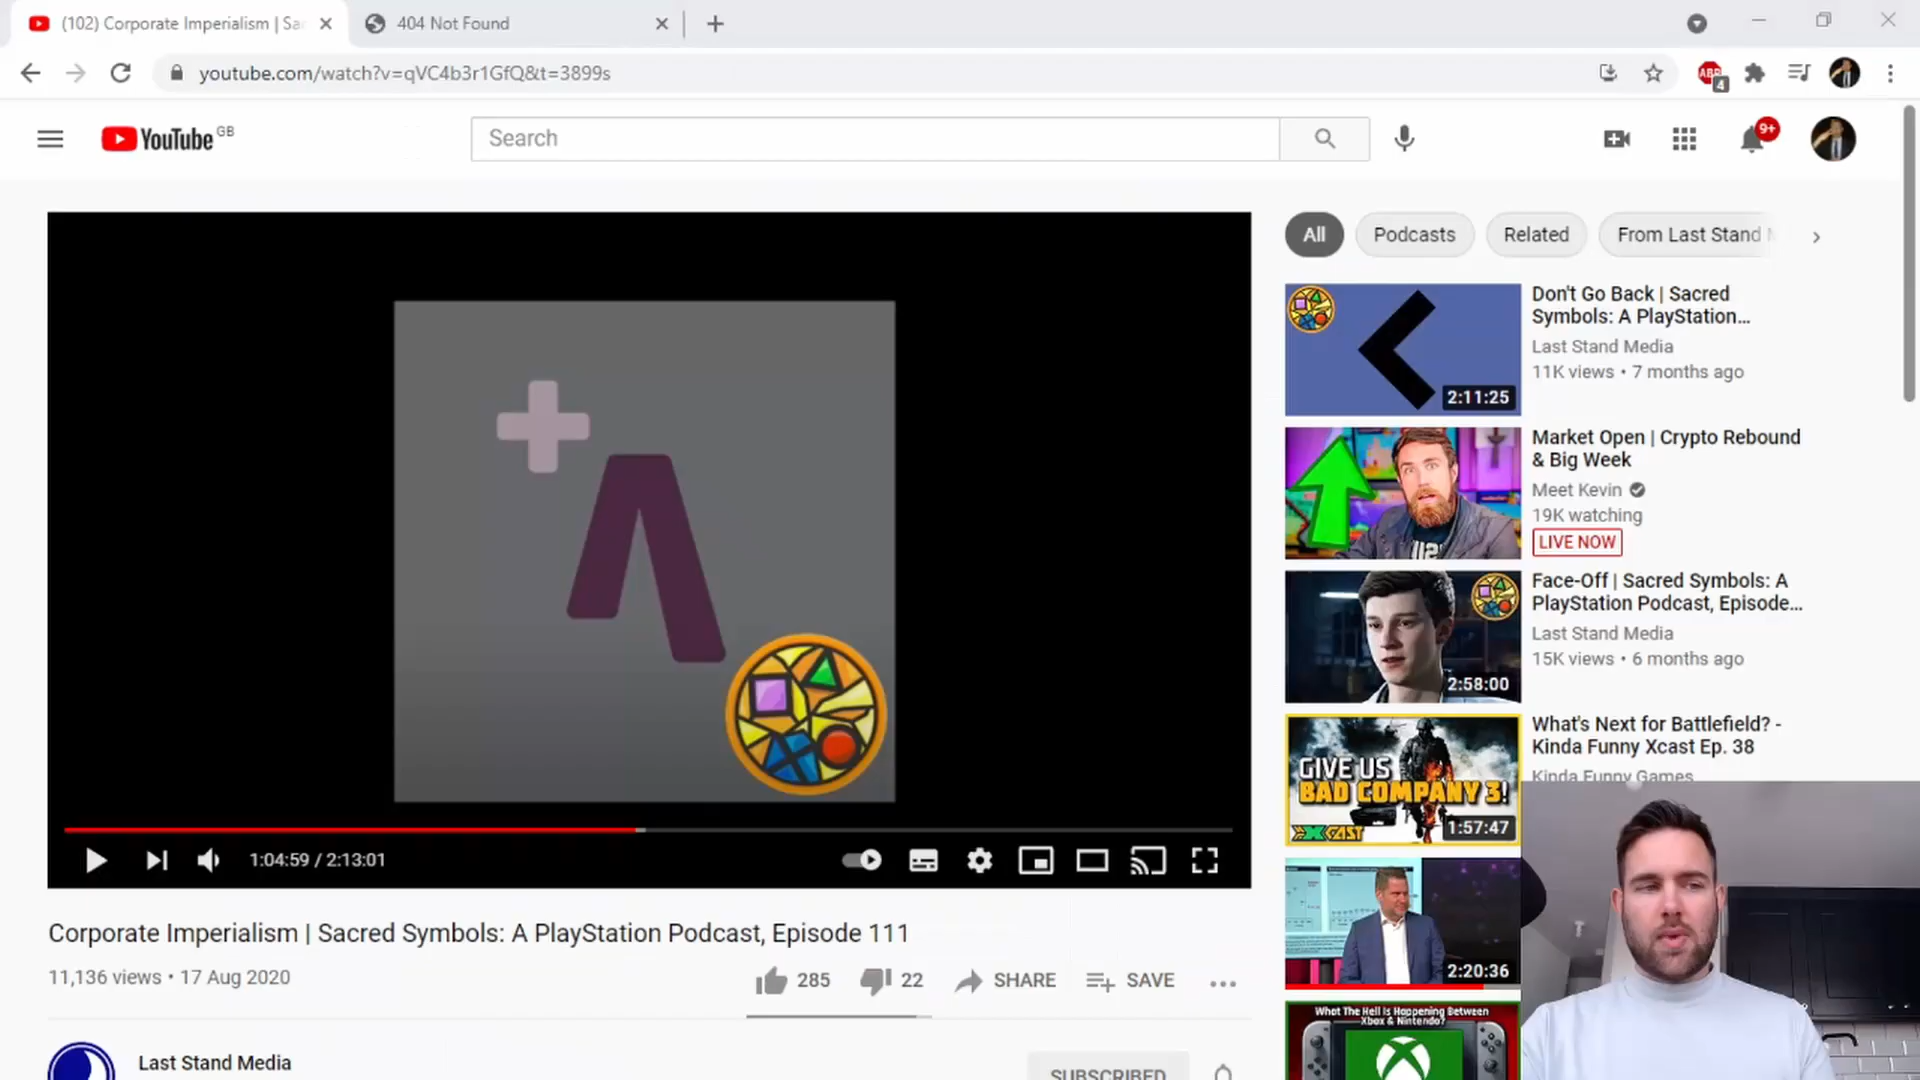 (102) Corporate Imperialism | Sa
404 Not Found
youtube.com/watch?v=qVC4b3r1GfQ&t=3899s
ABP
4
YouTube GB
Search
9+
All
Podcasts
Related
From Last Stand
Don't Go Back | Sacred
Symbols: A PlayStation...
Last Stand Media
11K views • 7 months ago
2:11:25
Market Open | Crypto Rebound
& Big Week
Meet Kevin
19K watching
LIVE NOW
Face-Off | Sacred Symbols: A
PlayStation Podcast, Episode...
Last Stand Media
15K views • 6 months ago
2:58:00
What's Next for Battlefield? -
Kinda Funny Xcast Ep. 38
Kinda Funny Games
GIVE US
BAD COMPANY 3!
XCAST
1:57:47
2:20:36
What The Hell Is Happening Between
Xbox & Nintendo?
1:04:59 / 2:13:01
Corporate Imperialism | Sacred Symbols: A PlayStation Podcast, Episode 111
11,136 views • 17 Aug 2020
285
22
SHARE
SAVE
Last Stand Media
SUBSCRIBED